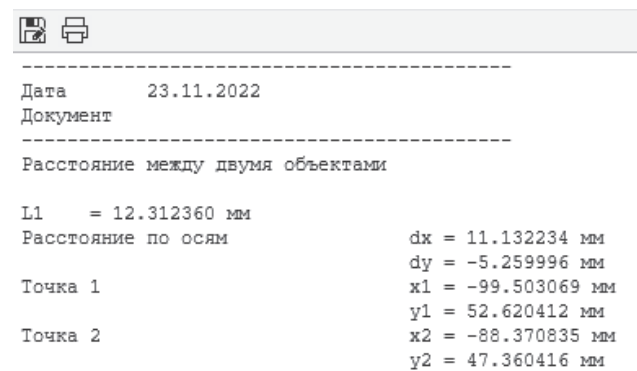 -------------------------------------------------
Дата 23.11.2022
Документ
-------------------------------------------------
Расстояние между двумя объектами
L1 = 12.312360 мм
Расстояние по осям dx = 11.132234 мм
dy = -5.259996 мм
Точка 1 x1 = -99.503069 мм
y1 = 52.620412 мм
Точка 2 x2 = -88.370835 мм
y2 = 47.360416 мм